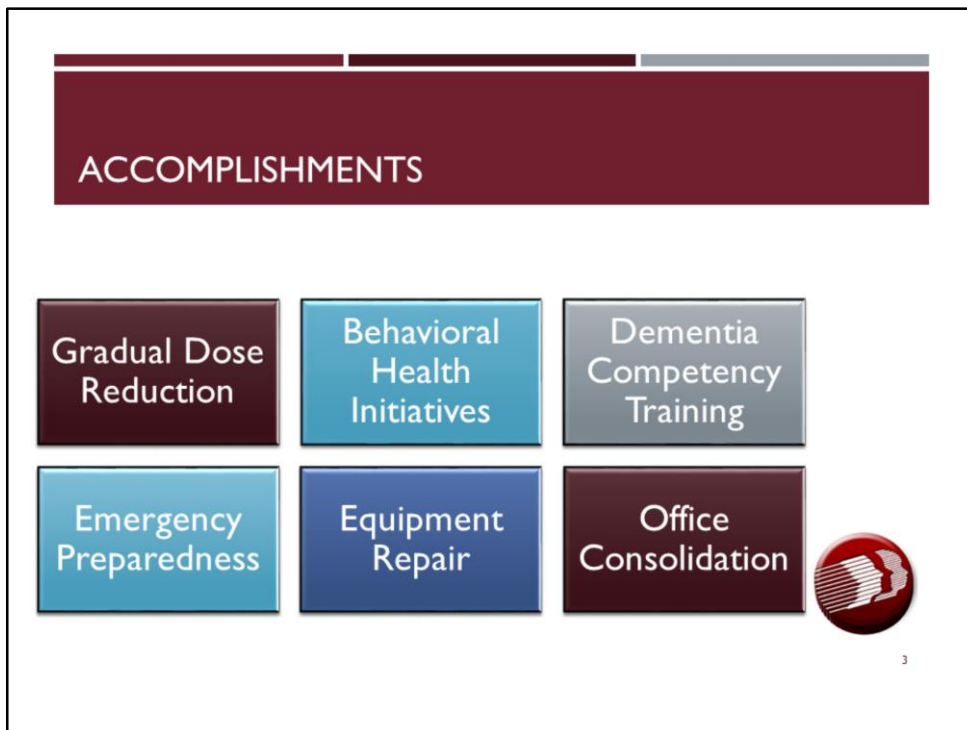 ACCOMPLISHMENTS
Gradual Dose
Reduction
Behavioral
Health
Initiatives
Dementia
Competency
Training
Emergency
Preparedness
Equipment
Repair
Office
Consolidation
3